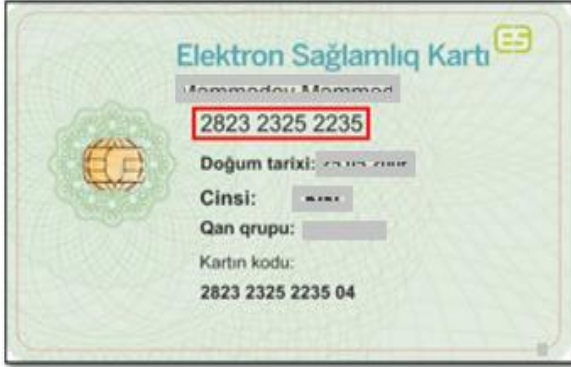 Elektron Sağlamlıq Kartı
ES
2823 2325 2235
Doğum tarixi:
Cinsi:
Qan qrupu:
Kartın kodu:
2823 2325 2235 04